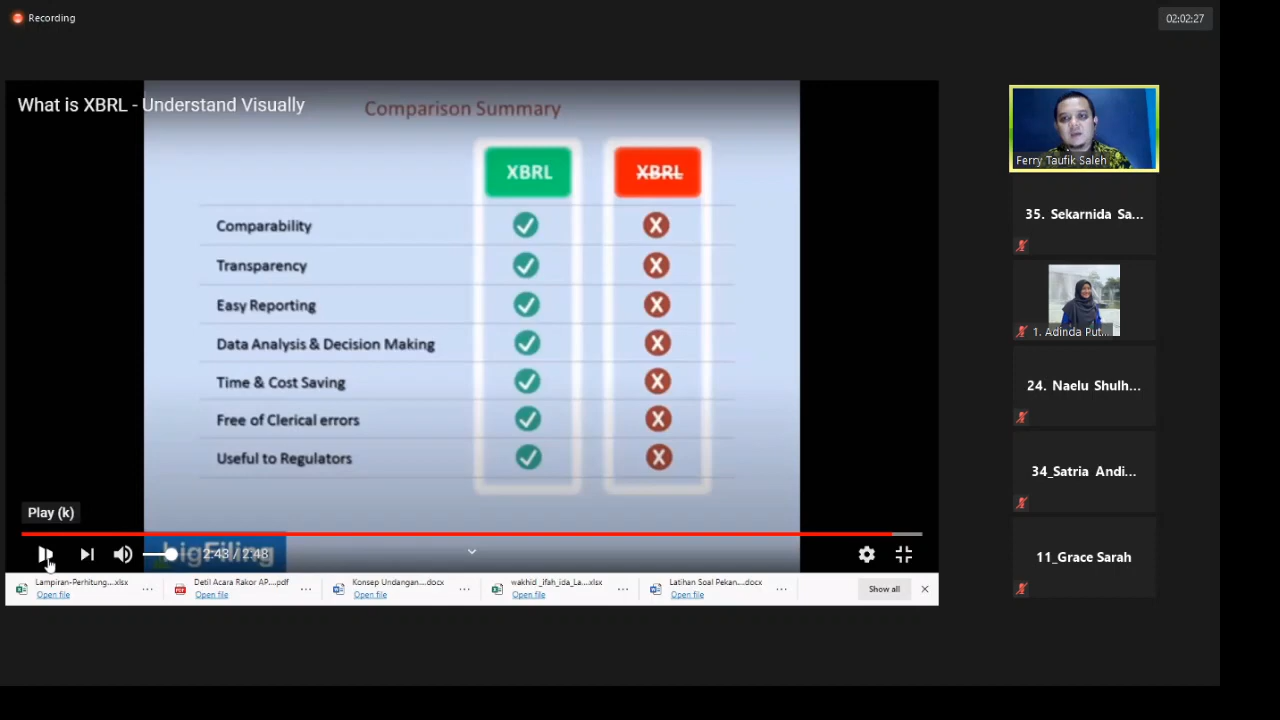 Recording
02:02:27
What is XBRL - Understand Visually
Comparison Summary
XBRL XBRL
Comparability
Transparency
Easy Reporting
Data Analysis & Decision Making
Time & Cost Saving
Free of Clerical errors
Useful to Regulators
Play (k)
bigFiling
2:43 / 2:48
Lampiran-Perhitung....xlsx
Open file
Detil Acara Rakor AP....pdf
Open file
Konsep Undangan....docx
Open file
wakhid _ifah_ida_La....xlsx
Open file
Latihan Soal Pekan....docx
Open file
Show all
Ferry Taufik Saleh
35. Sekarnida Sa...
1. Adinda Put...
24. Naelu Shulh...
34_Satria Andi...
11_Grace Sarah